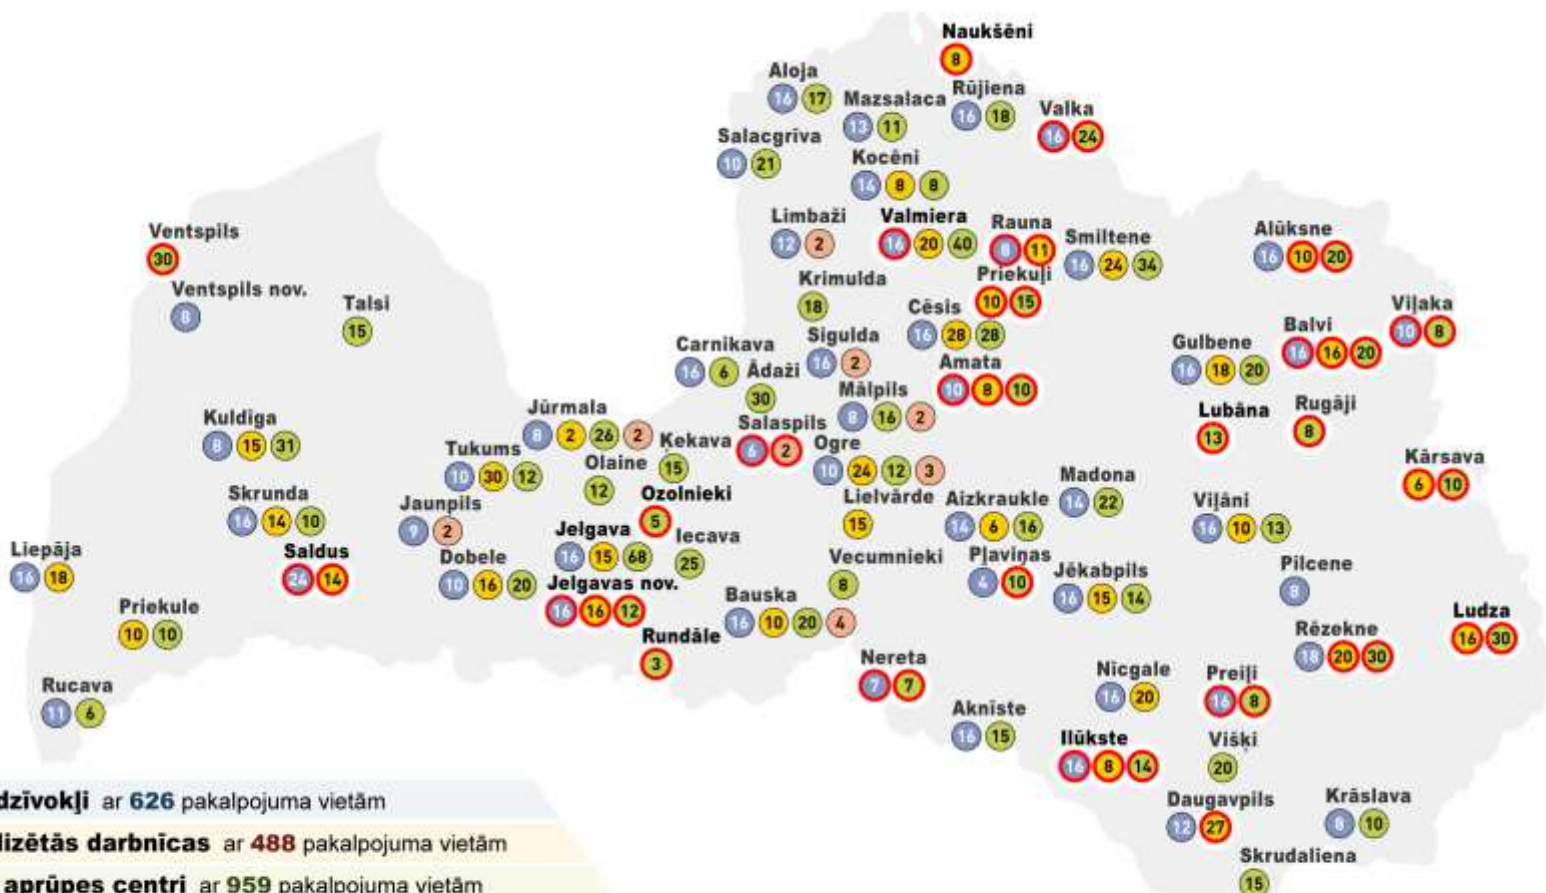 Naukšēni
8
Aloja
16 17
Mazsalaca
13 11
Rūjiena
16 18
Valka
16 24
Salacgrīva
10 21
Kocēni
14 8 8
Limbaži
12 2
Valmiera
16 20 40
Rauna
8 11
Smiltene
16 24 34
Alūksne
16 10 20
Ventspils
30
Ventspils nov.
8
Talsi
15
Krimulda
18
Priekuļi
10 15
Cēsis
16 28 28
Viļaka
10 8
Balvi
16 16 20
Gulbene
16 18 20
Carnikava
16 6
Sigulda
16 2
Ādaži
30
Amata
10 8 10
Mālpils
8 16 2
Lubāna
13
Rugāji
8
Kuldiga
8 15 31
Jūrmala
8 2 26 2
Salaspils
6 2
Ķekava
15
Ogre
10 24 12 3
Tukums
10 30 12
Olaine
12
Kārsava
6 10
Madona
14 22
Skrunda
16 14 10
Jaunpils
9 2
Ozolnieki
5
Lielvārde
15
Aizkraukle
14 6 16
Viļāni
16 10 13
Liepāja
16 18
Saldus
24 14
Dobele
10 16 20
Jelgava
16 15 68
Iecava
25
Vecumnieki
8
Pļaviņas
4 10
Jēkabpils
16 15 14
Pilcene
8
Jelgavas nov.
16 16 12
Priekule
10 10
Bauska
16 10 20 4
Ludza
16 30
Rundāle
3
Rēzekne
18 20 30
Nereta
7 7
Nīcgale
16 20
Preiļi
16 8
Rucava
11 6
Aknīste
16 15
Ilūkste
16 8 14
Višķi
20
Daugavpils
12 27
Krāslava
8 10
Skrudaliena
15
dzīvokļi ar 626 pakalpojuma vietām
lizētās darbnīcas ar 488 pakalpojuma vietām
aprūpes centri ar 959 pakalpojuma vietām